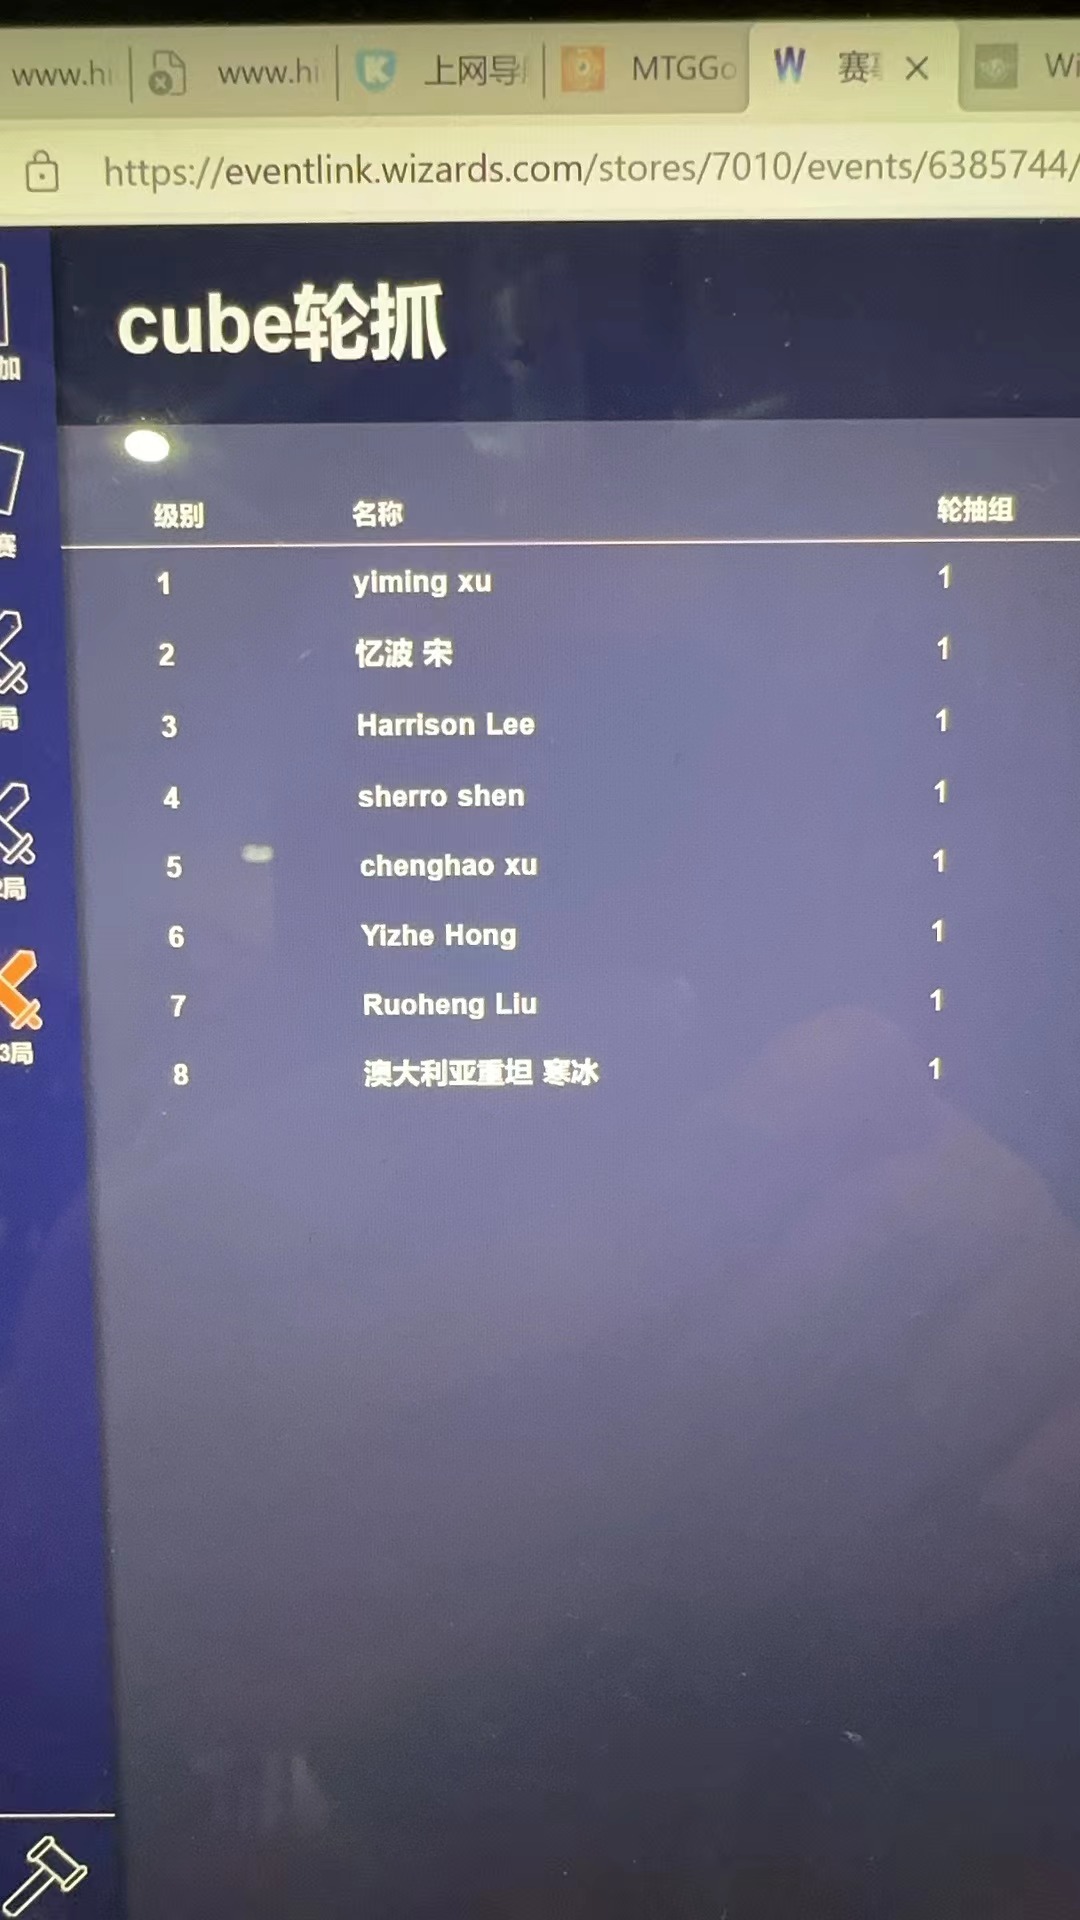 www.hi www.hi 上网导 MTGGo 赛 Wi
https://eventlink.wizards.com/stores/7010/events/6385744/
cube轮抓
加
赛
局
2局
3局
级别 名称 轮抽组
1 yiming xu 1
2 忆波 宋 1
3 Harrison Lee 1
4 sherro shen 1
5 chenghao xu 1
6 Yizhe Hong 1
7 Ruoheng Liu 1
8 澳大利亚重坦 寒冰 1